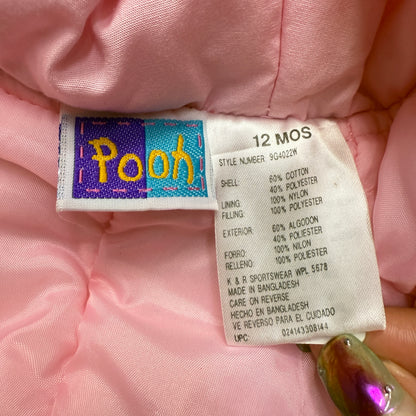 Pooh
12 MOS
STYLE NUMBER 9G4022W
SHELL: 60% COTTON
40% POLYESTER
LINING: 100% NYLON
FILLING: 100% POLYESTER
EXTERIOR: 60% ALGODON
40% POLIESTER
FORRO: 100% NILON
RELLENO: 100% POLIESTER
K & R SPORTSWEAR WPL 5678
MADE IN BANGLADESH
CARE ON REVERSE
HECHO EN BANGLADESH
VE REVERSO PARA EL CUIDADO
UPC: 024143308144